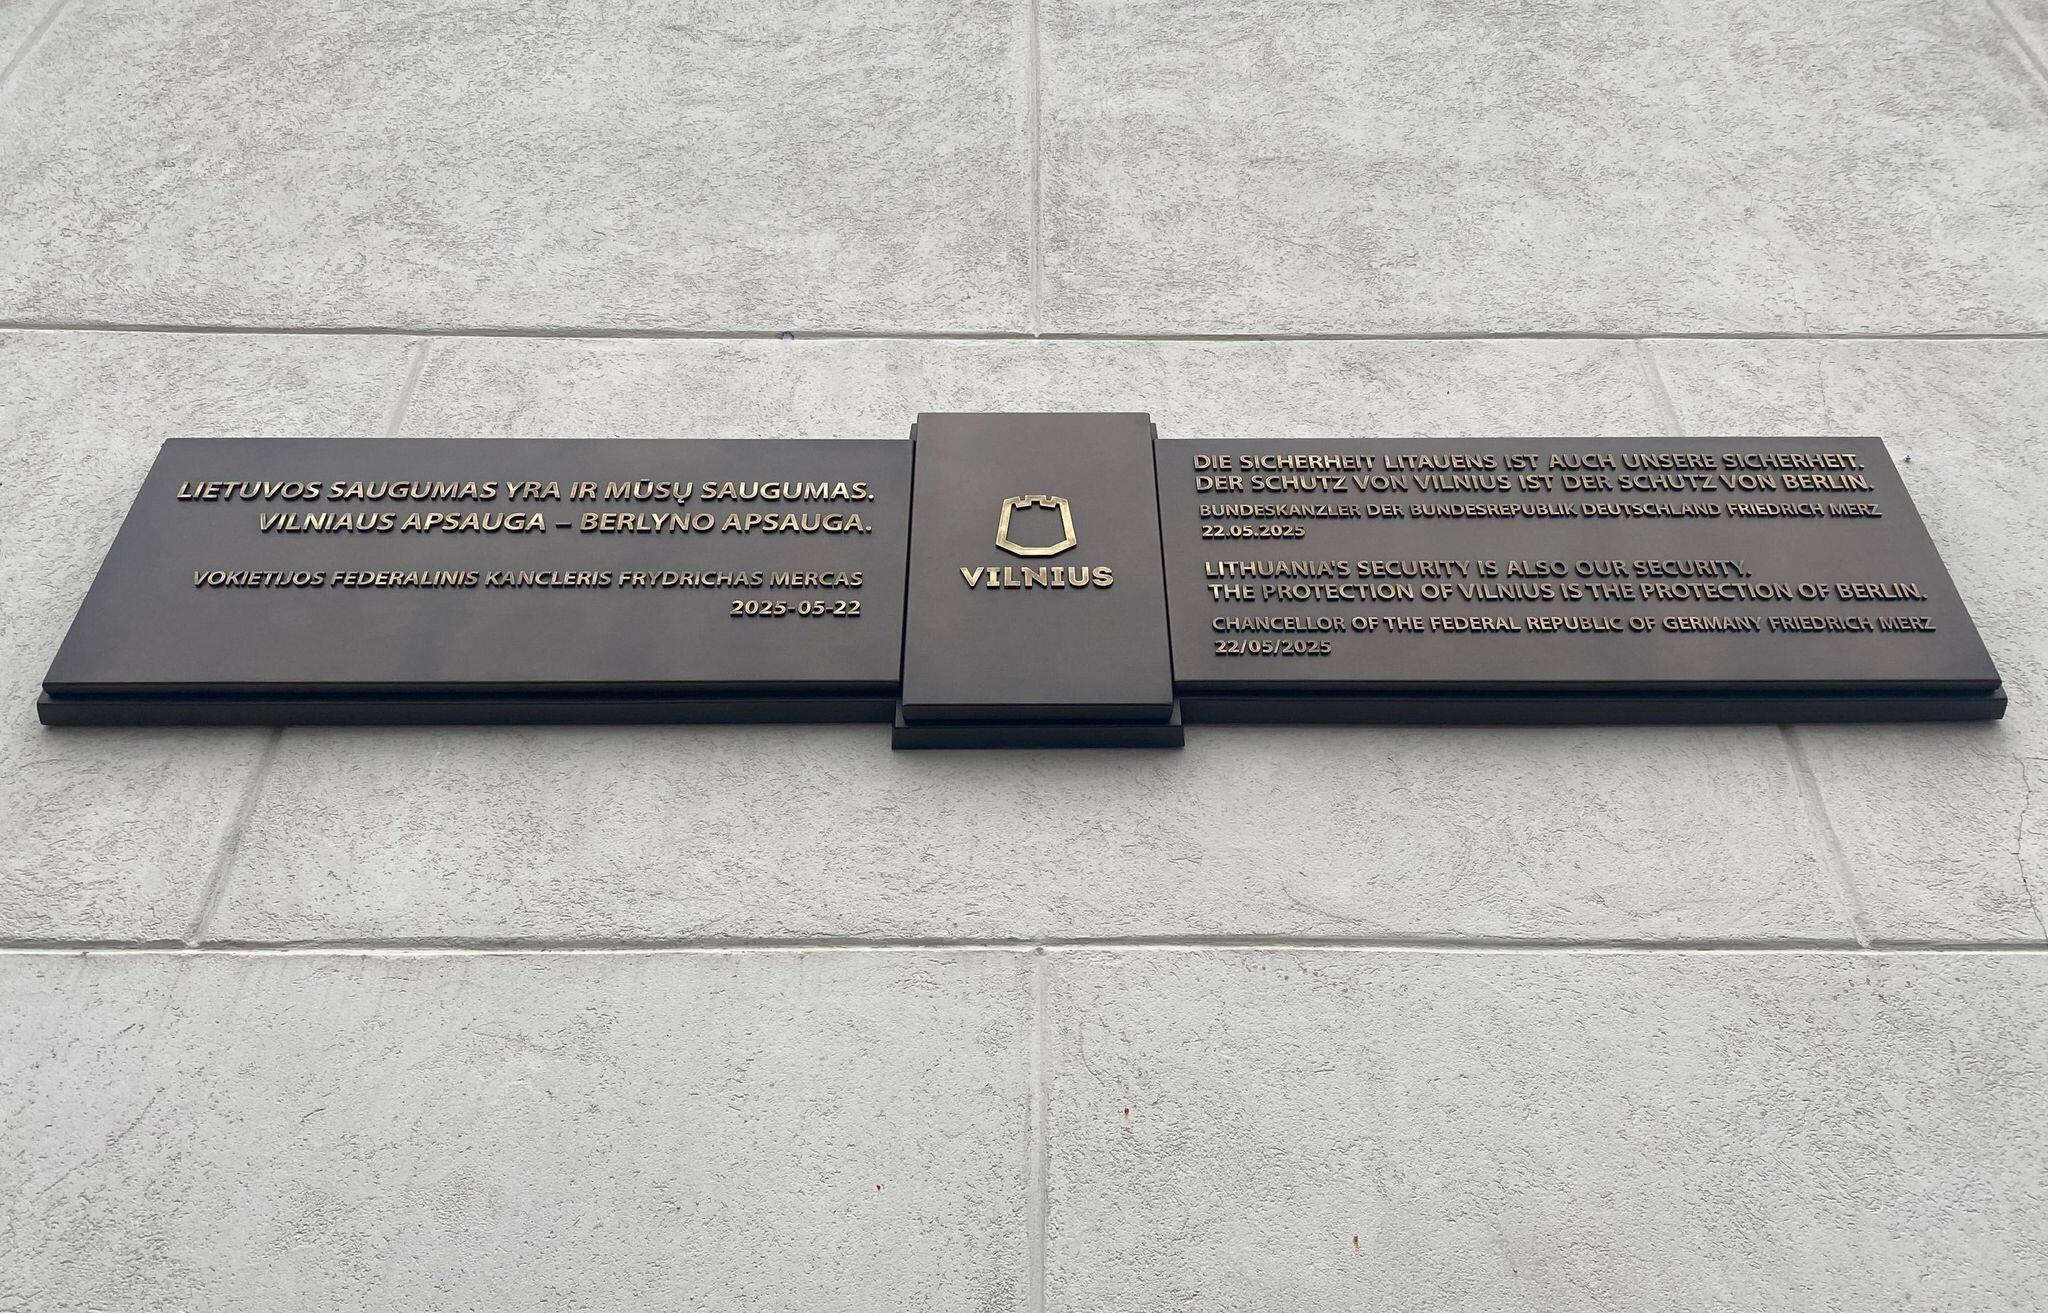 LIETUVOS SAUGUMAS YRA IR MŪSŲ SAUGUMAS.
VILNIAUS APSAUGA – BERLYNO APSAUGA.
VOKIETIJOS FEDERALINIS KANCLERIS FRYDRICHAS MERCAS
2025-05-22
VILNIUS
DIE SICHERHEIT LITAUENS IST AUCH UNSERE SICHERHEIT.
DER SCHUTZ VON VILNIUS IST DER SCHUTZ VON BERLIN.
BUNDESKANZLER DER BUNDESREPUBLIK DEUTSCHLAND FRIEDRICH MERZ
22.05.2025
LITHUANIA'S SECURITY IS ALSO OUR SECURITY.
THE PROTECTION OF VILNIUS IS THE PROTECTION OF BERLIN.
CHANCELLOR OF THE FEDERAL REPUBLIC OF GERMANY FRIEDRICH MERZ
22/05/2025